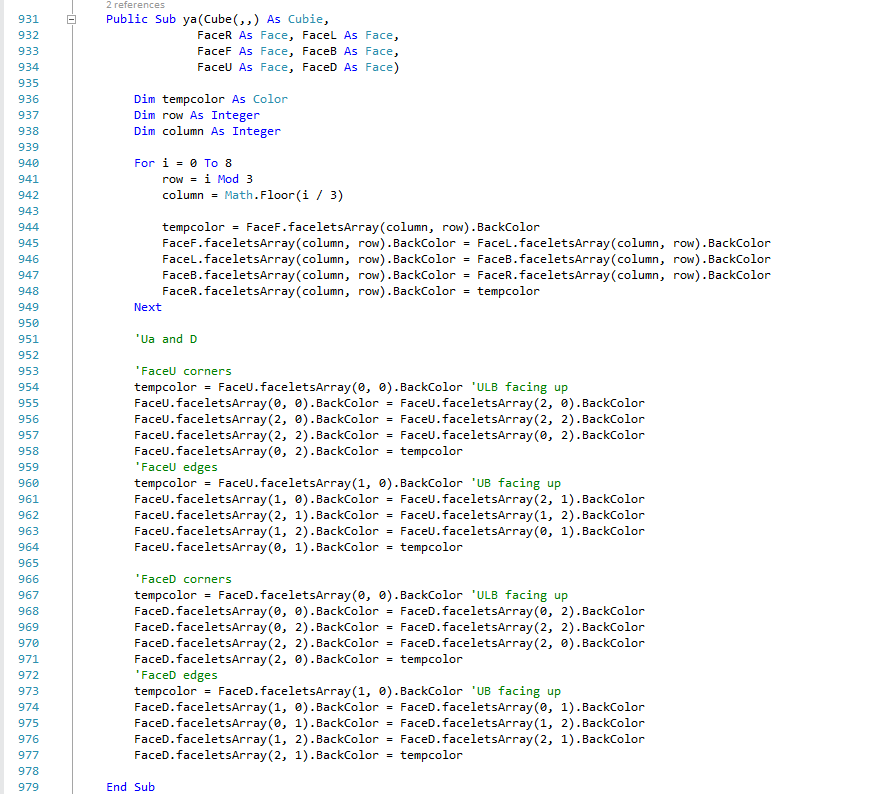 2 references
931 Public Sub ya(Cube(,,) As Cubie,
932 FaceR As Face, FaceL As Face,
933 FaceF As Face, FaceB As Face,
934 FaceU As Face, FaceD As Face)
935
936 Dim tempcolor As Color
937 Dim row As Integer
938 Dim column As Integer
939
940 For i = 0 To 8
941 row = i Mod 3
942 column = Math.Floor(i / 3)
943
944 tempcolor = FaceF.faceletsArray(column, row).BackColor
945 FaceF.faceletsArray(column, row).BackColor = FaceL.faceletsArray(column, row).BackColor
946 FaceL.faceletsArray(column, row).BackColor = FaceB.faceletsArray(column, row).BackColor
947 FaceB.faceletsArray(column, row).BackColor = FaceR.faceletsArray(column, row).BackColor
948 FaceR.faceletsArray(column, row).BackColor = tempcolor
949 Next
950
951 'Ua and D
952
953 'FaceU corners
954 tempcolor = FaceU.faceletsArray(0, 0).BackColor 'ULB facing up
955 FaceU.faceletsArray(0, 0).BackColor = FaceU.faceletsArray(2, 0).BackColor
956 FaceU.faceletsArray(2, 0).BackColor = FaceU.faceletsArray(2, 2).BackColor
957 FaceU.faceletsArray(2, 2).BackColor = FaceU.faceletsArray(0, 2).BackColor
958 FaceU.faceletsArray(0, 2).BackColor = tempcolor
959 'FaceU edges
960 tempcolor = FaceU.faceletsArray(1, 0).BackColor 'UB facing up
961 FaceU.faceletsArray(1, 0).BackColor = FaceU.faceletsArray(2, 1).BackColor
962 FaceU.faceletsArray(2, 1).BackColor = FaceU.faceletsArray(1, 2).BackColor
963 FaceU.faceletsArray(1, 2).BackColor = FaceU.faceletsArray(0, 1).BackColor
964 FaceU.faceletsArray(0, 1).BackColor = tempcolor
965
966 'FaceD corners
967 tempcolor = FaceD.faceletsArray(0, 0).BackColor 'ULB facing up
968 FaceD.faceletsArray(0, 0).BackColor = FaceD.faceletsArray(0, 2).BackColor
969 FaceD.faceletsArray(0, 2).BackColor = FaceD.faceletsArray(2, 2).BackColor
970 FaceD.faceletsArray(2, 2).BackColor = FaceD.faceletsArray(2, 0).BackColor
971 FaceD.faceletsArray(2, 0).BackColor = tempcolor
972 'FaceD edges
973 tempcolor = FaceD.faceletsArray(1, 0).BackColor 'UB facing up
974 FaceD.faceletsArray(1, 0).BackColor = FaceD.faceletsArray(0, 1).BackColor
975 FaceD.faceletsArray(0, 1).BackColor = FaceD.faceletsArray(1, 2).BackColor
976 FaceD.faceletsArray(1, 2).BackColor = FaceD.faceletsArray(2, 1).BackColor
977 FaceD.faceletsArray(2, 1).BackColor = tempcolor
978
979 End Sub